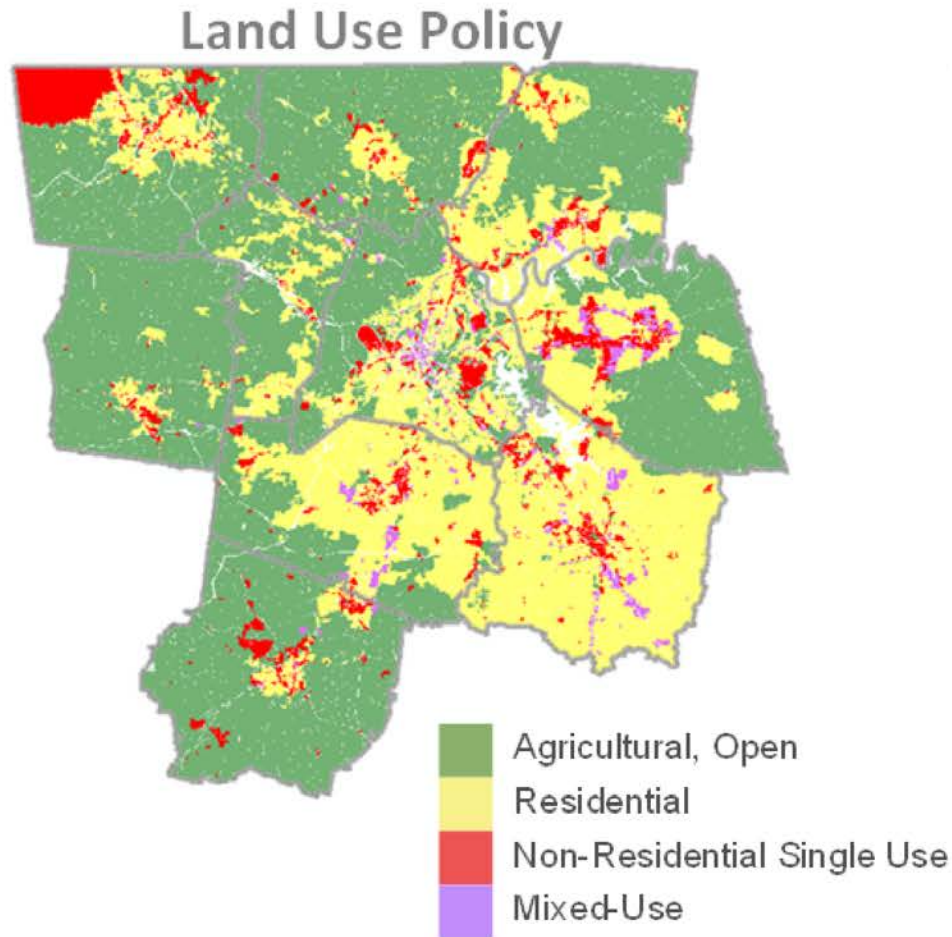 Land Use Policy
Agricultural, Open
Residential
Non-Residential Single Use
Mixed-Use